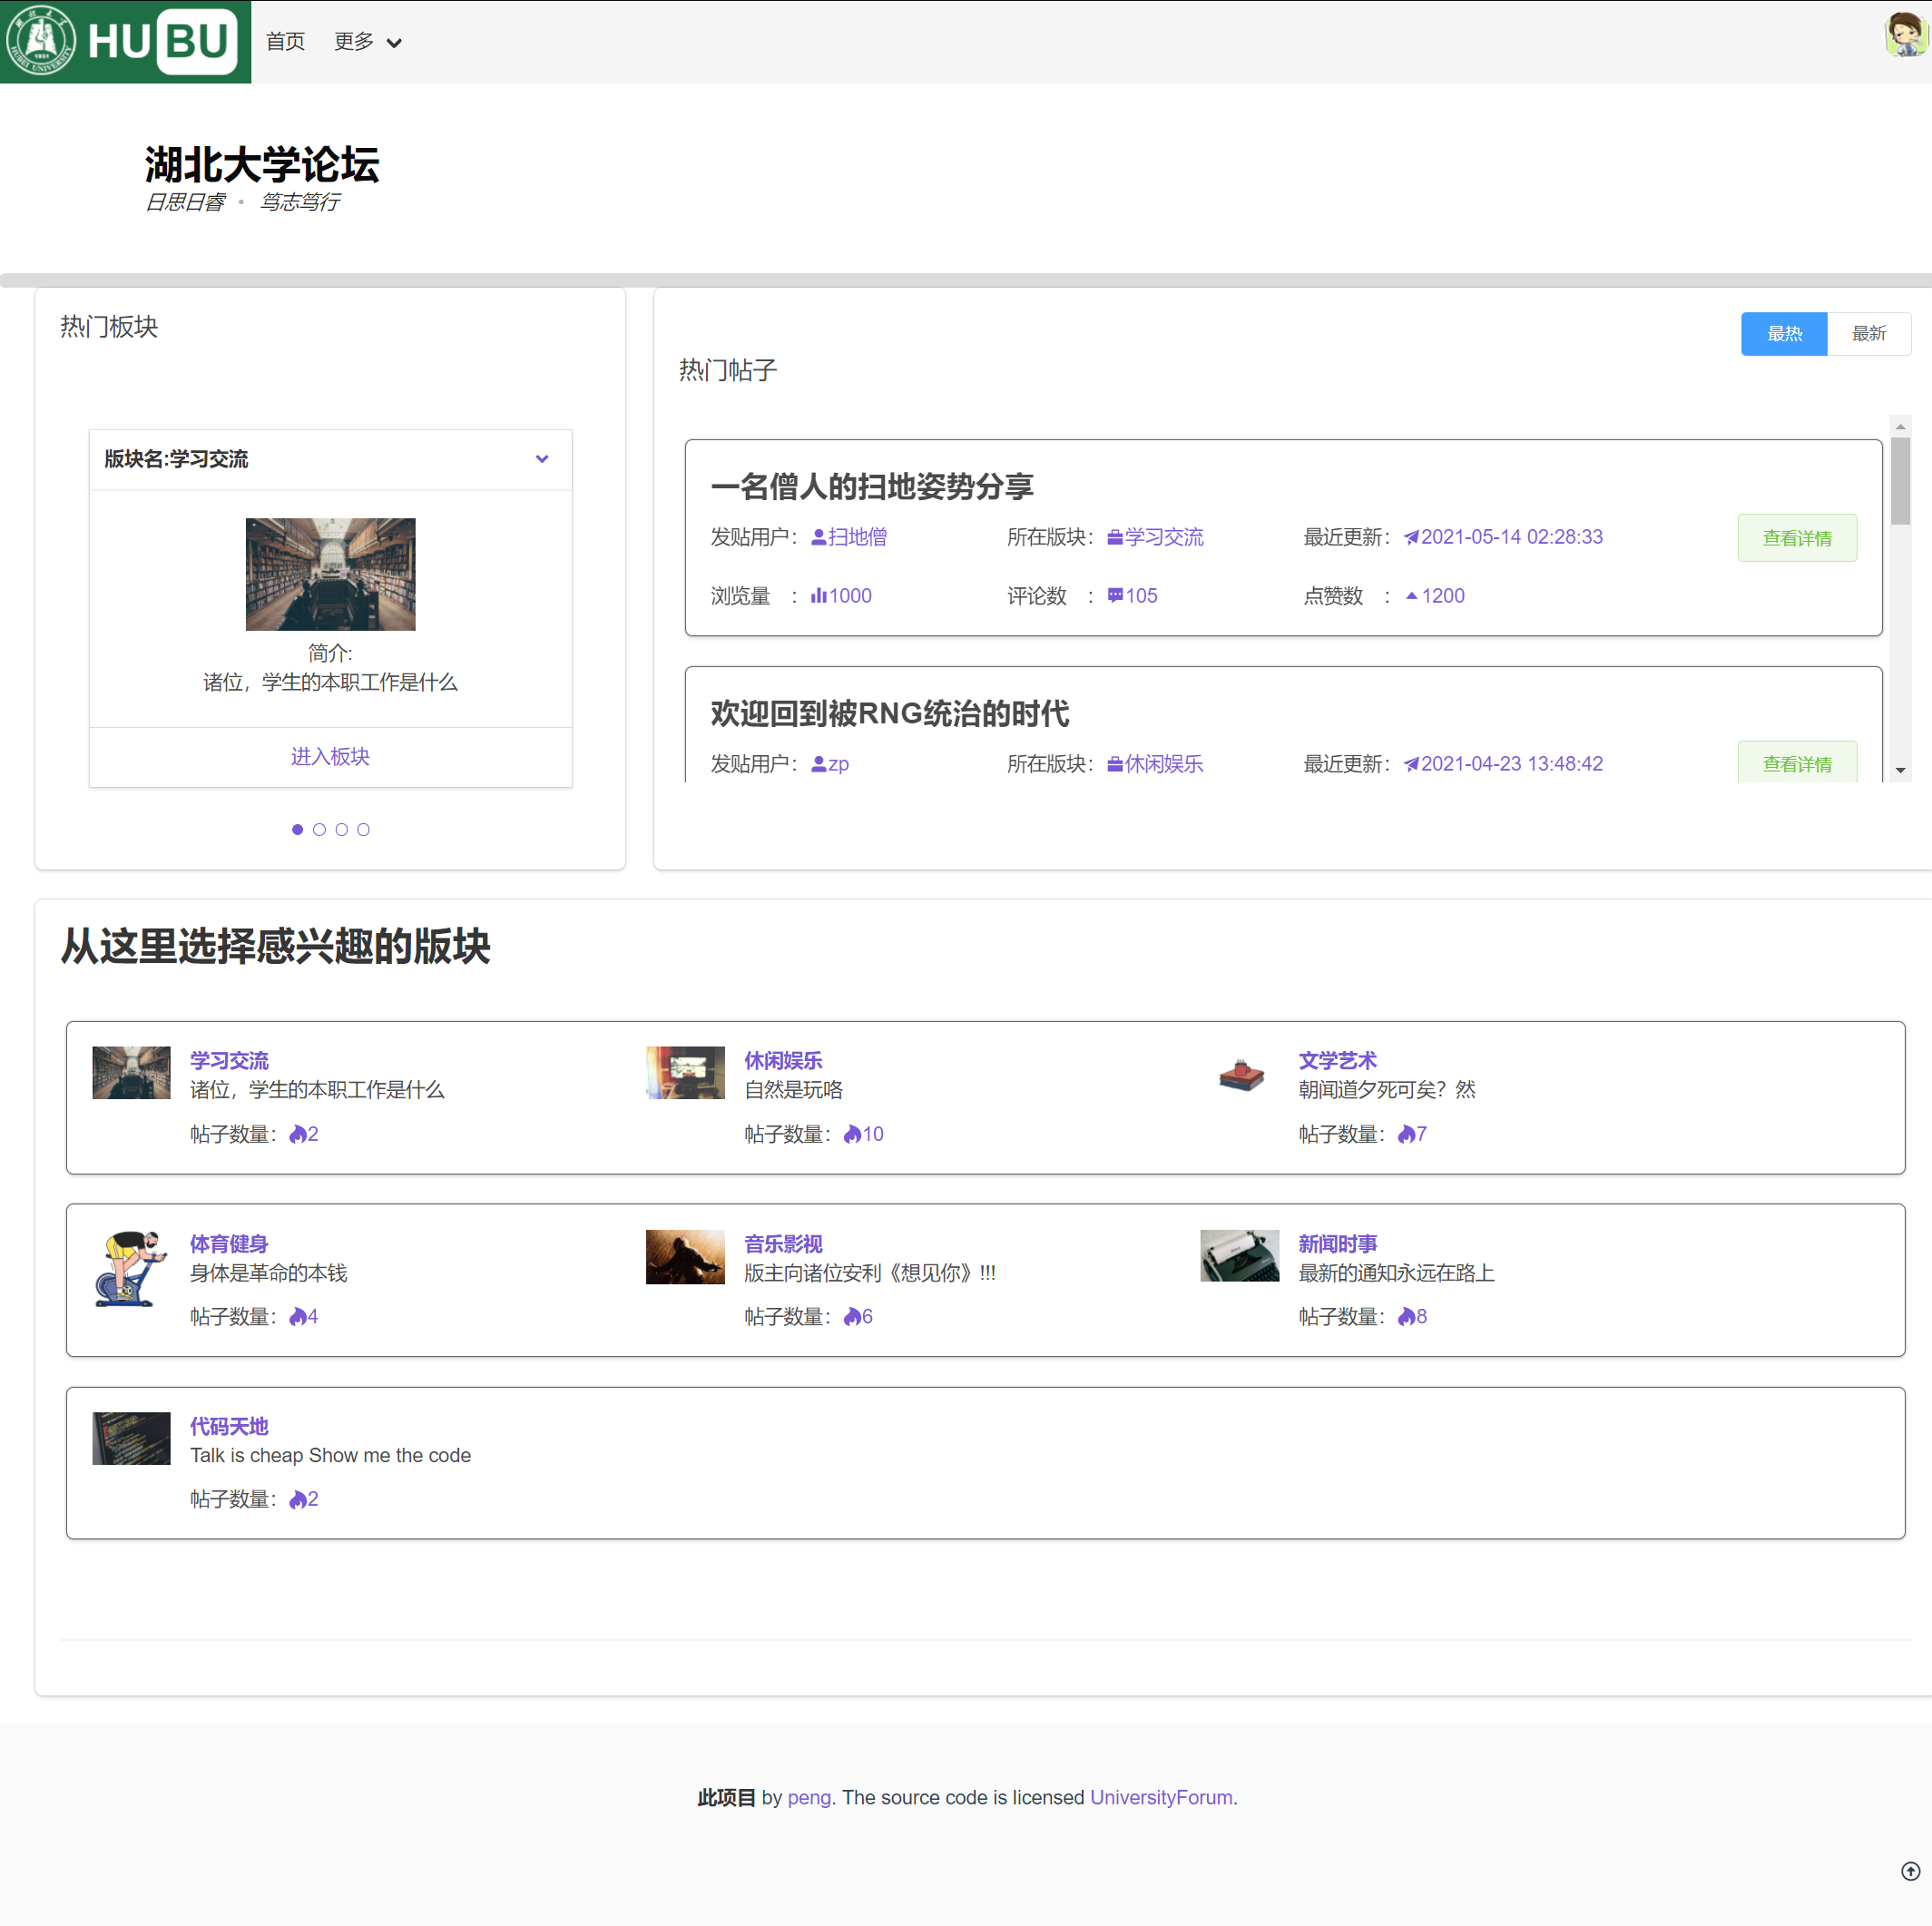 HUBU
HUBEI UNIVERSITY
1931
首页 更多
湖北大学论坛
日思日睿 • 笃志笃行
热门板块
版块名:学习交流
简介:
诸位，学生的本职工作是什么
进入板块
最热 最新
热门帖子
一名僧人的扫地姿势分享
发贴用户：扫地僧 所在版块：学习交流 最近更新：2021-05-14 02:28:33 查看详情
浏览量 ：1000 评论数 ：105 点赞数 ：1200
欢迎回到被RNG统治的时代
发贴用户：zp 所在版块：休闲娱乐 最近更新：2021-04-23 13:48:42 查看详情
从这里选择感兴趣的版块
学习交流 休闲娱乐 文学艺术
诸位，学生的本职工作是什么 自然是玩咯 朝闻道夕死可矣？然
帖子数量：2 帖子数量：10 帖子数量：7
体育健身 音乐影视 新闻时事
身体是革命的本钱 版主向诸位安利《想见你》!!! 最新的通知永远在路上
帖子数量：4 帖子数量：6 帖子数量：8
代码天地
Talk is cheap Show me the code
帖子数量：2
此项目 by peng. The source code is licensed UniversityForum.